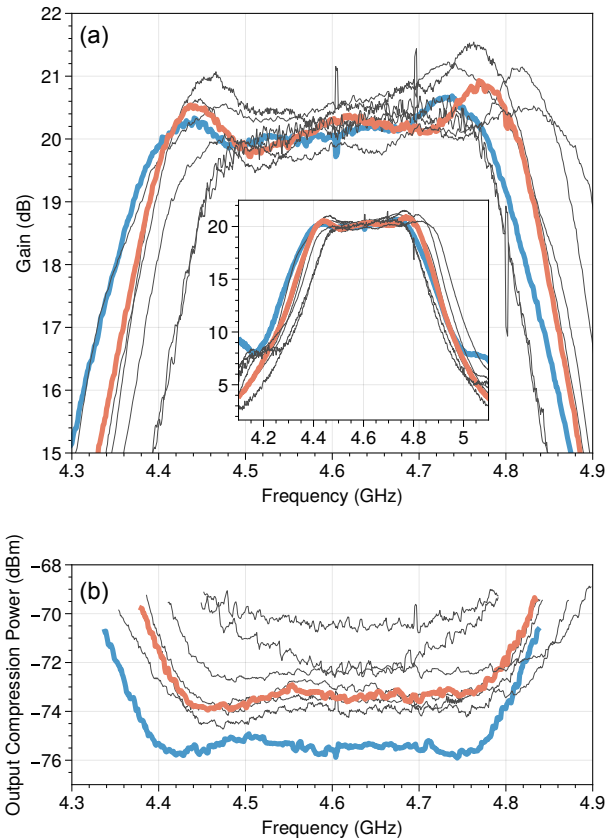 (a)
22
21
20
19
18
17
16
15
Gain (dB)
20
15
10
5
4.2 4.4 4.6 4.8 5
4.3 4.4 4.5 4.6 4.7 4.8 4.9
Frequency (GHz)
(b)
−68
−70
−72
−74
−76
Output Compression Power (dBm)
4.3 4.4 4.5 4.6 4.7 4.8 4.9
Frequency (GHz)